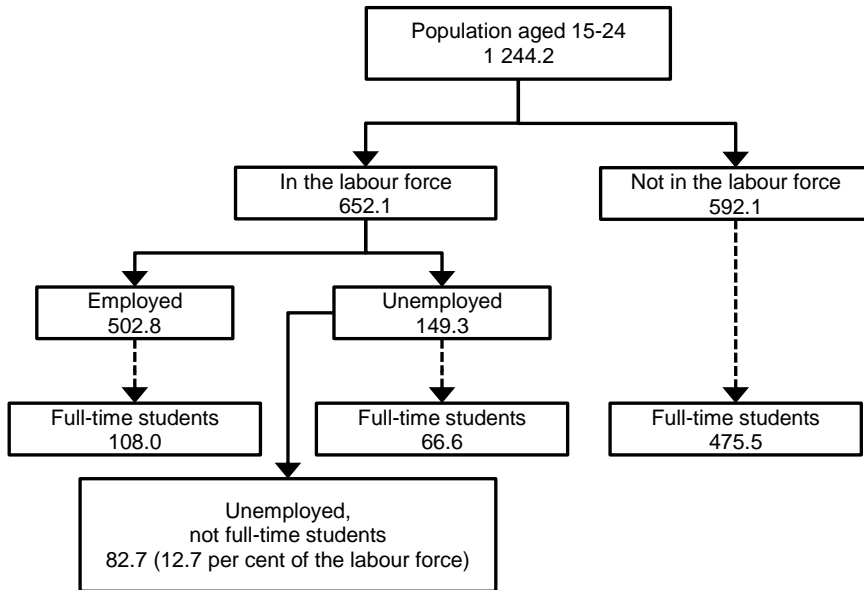 Population aged 15-24
1 244.2
In the labour force
652.1
Not in the labour force
592.1
Employed
502.8
Unemployed
149.3
Full-time students
108.0
Full-time students
66.6
Full-time students
475.5
Unemployed,
not full-time students
82.7 (12.7 per cent of the labour force)